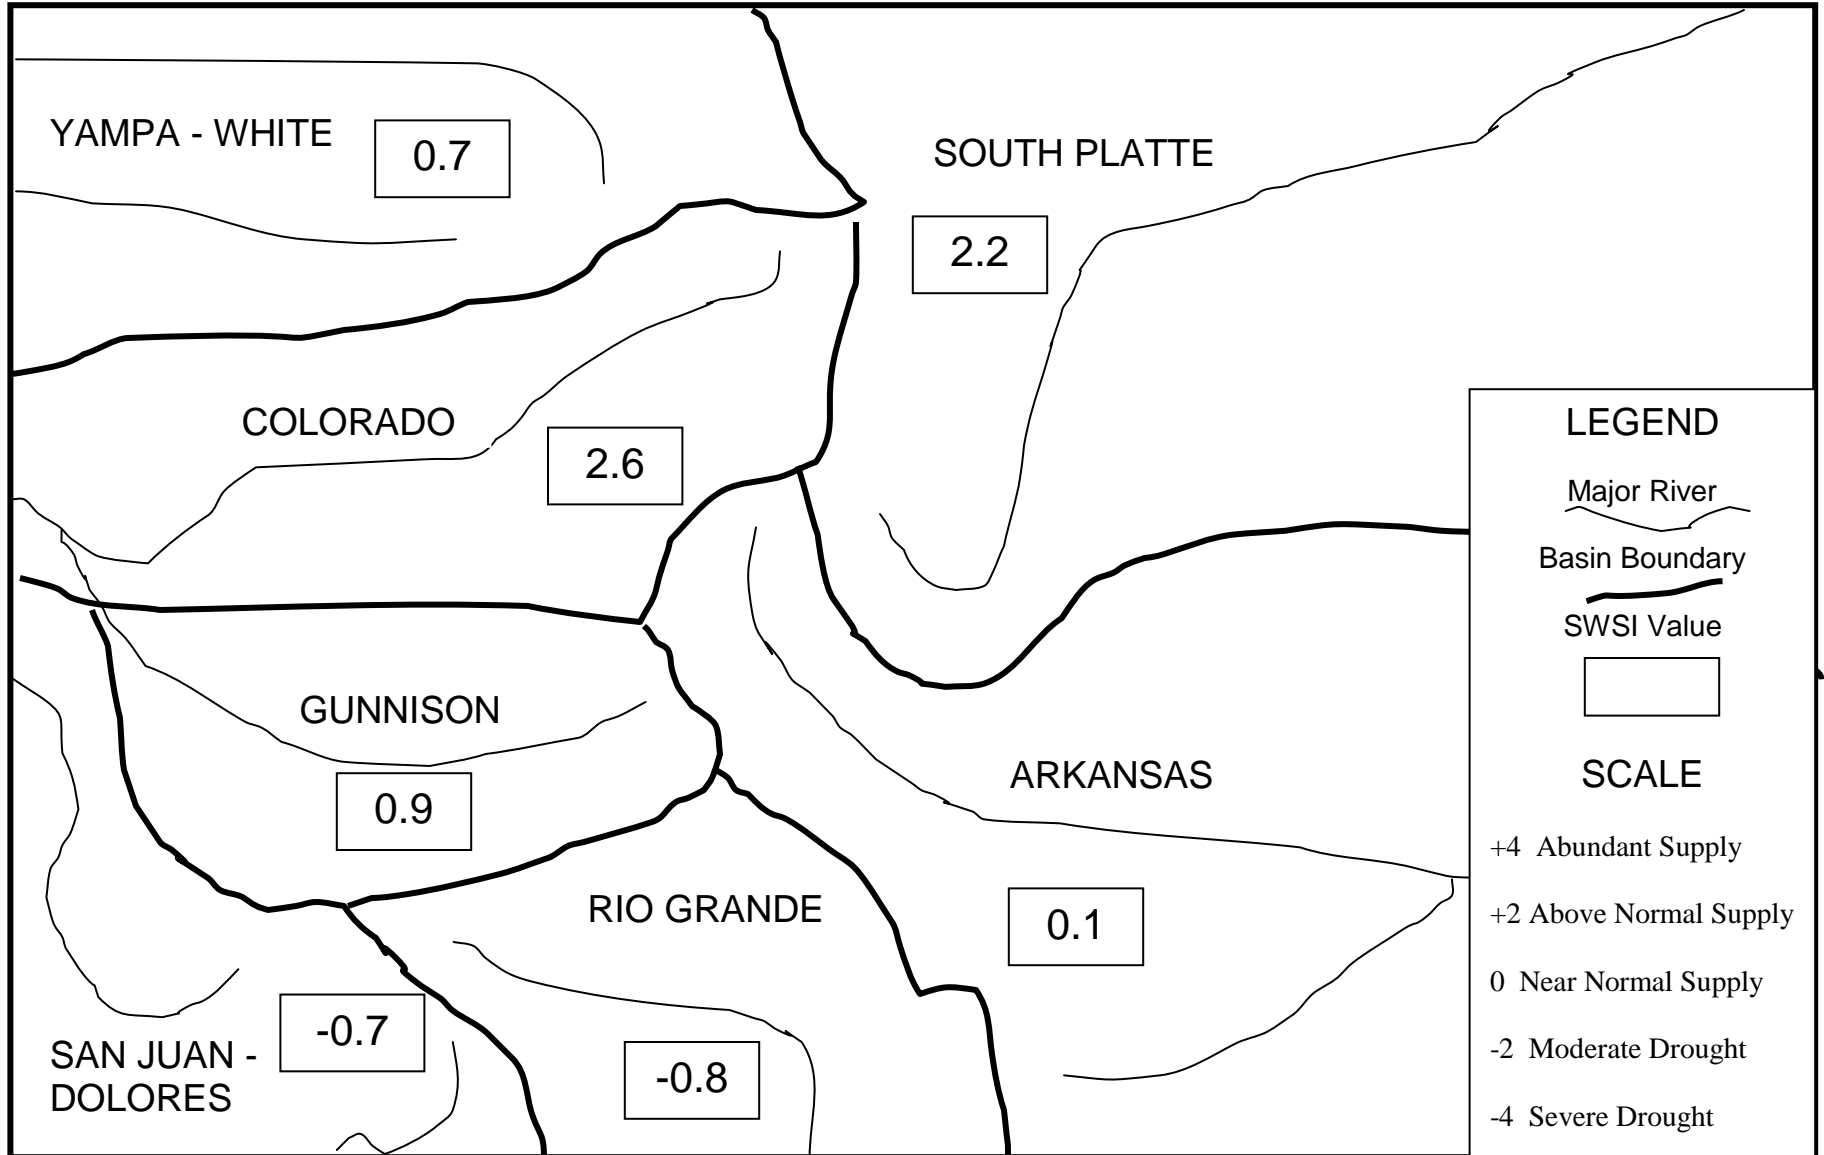 YAMPA - WHITE
0.7
SOUTH PLATTE
2.2
COLORADO
2.6
GUNNISON
0.9
ARKANSAS
0.1
RIO GRANDE
-0.8
SAN JUAN -
DOLORES
-0.7
LEGEND
Major River
Basin Boundary
SWSI Value
SCALE
+4 Abundant Supply
+2 Above Normal Supply
0 Near Normal Supply
-2 Moderate Drought
-4 Severe Drought